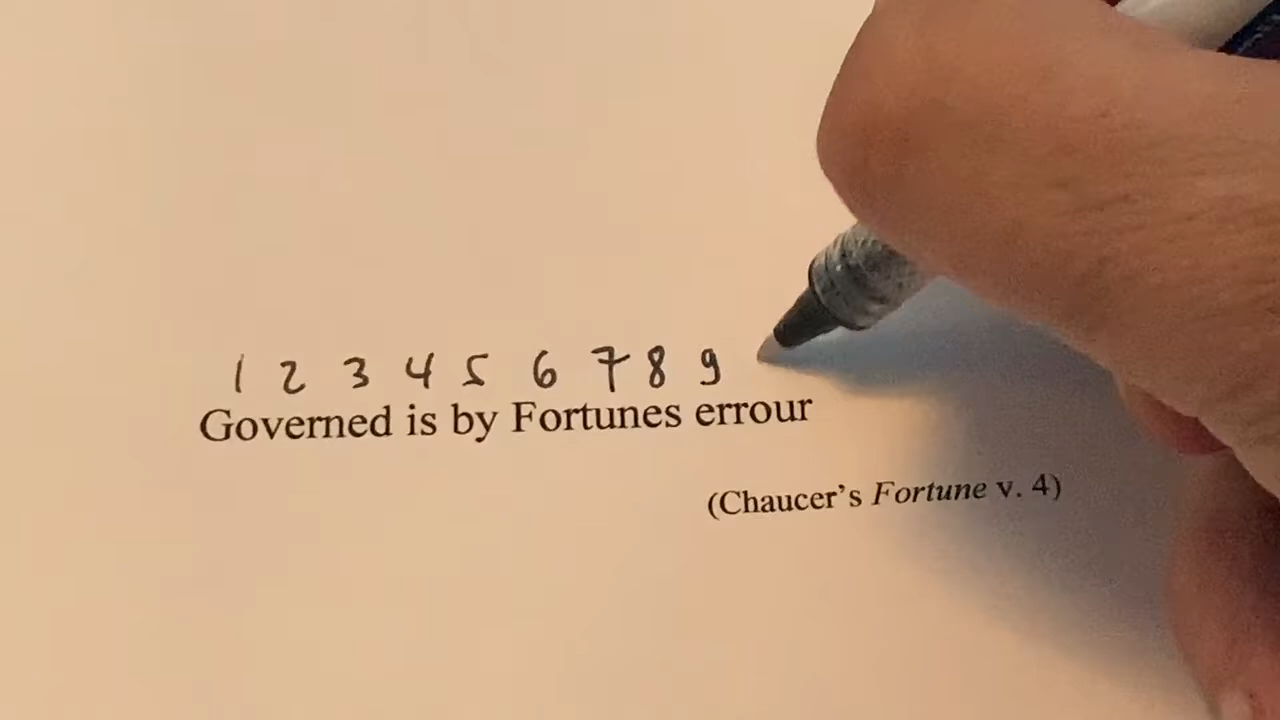 1 2 3 4 5 6 7 8 9
Governed is by Fortunes errour
(Chaucer’s Fortune v. 4)